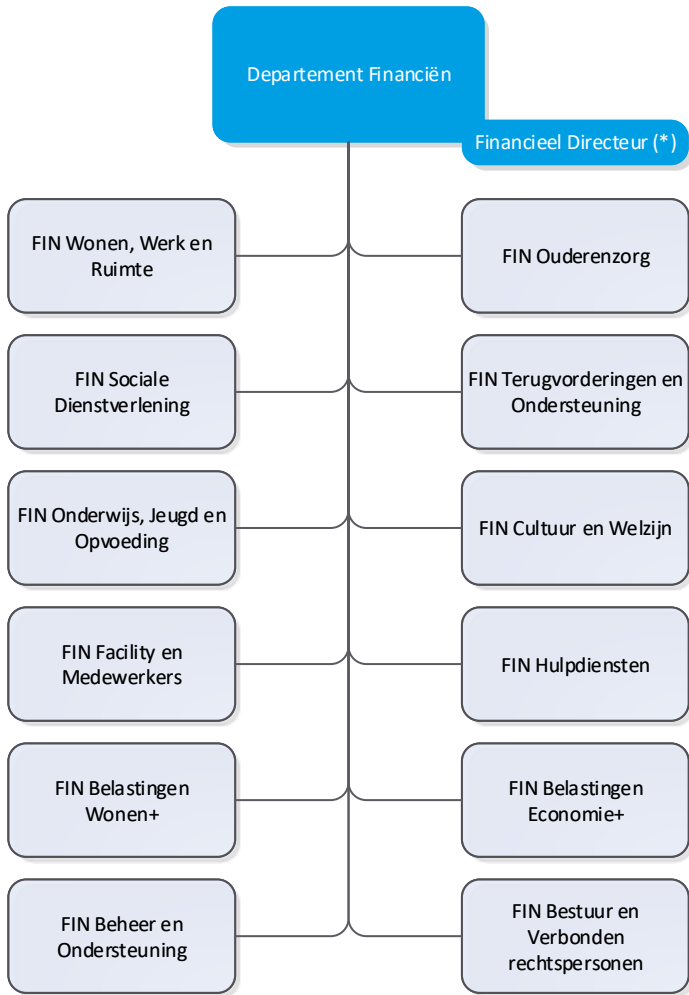 Departement Financiën
Financieel Directeur (*)
FIN Wonen, Werk en
Ruimte
FIN Ouderenzorg
FIN Sociale
Dienstverlening
FIN Terugvorderingen en
Ondersteuning
FIN Onderwijs, Jeugd en
Opvoeding
FIN Cultuur en Welzijn
FIN Facility en
Medewerkers
FIN Hulpdiensten
FIN Belastingen
Wonen+
FIN Belastingen
Economie+
FIN Beheer en
Ondersteuning
FIN Bestuur en
Verbonden
rechtspersonen